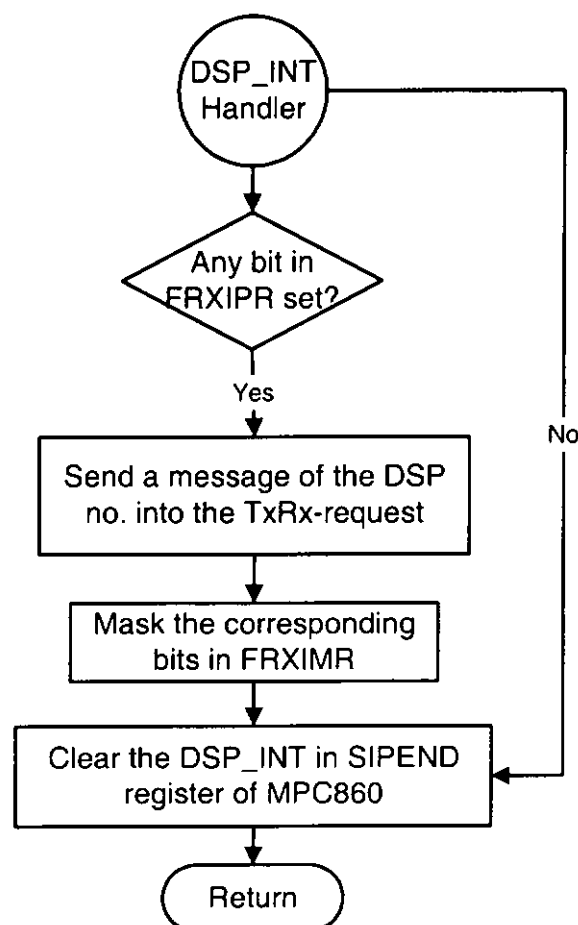 DSP_INT
Handler
Any bit in
FRXIPR set?
Yes
No
Send a message of the DSP
no. into the TxRx-request
Mask the corresponding
bits in FRXIMR
Clear the DSP_INT in SIPEND
register of MPC860
Return